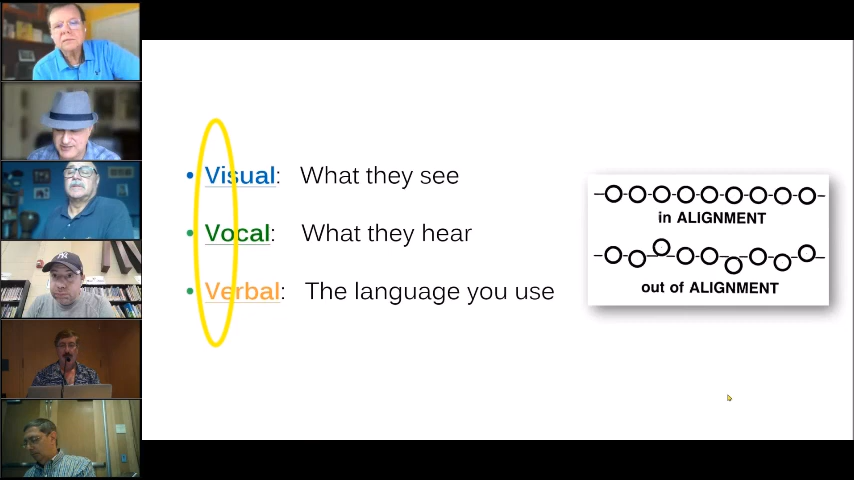 • Visual: What they see
• Vocal: What they hear
• Verbal: The language you use
in ALIGNMENT
out of ALIGNMENT